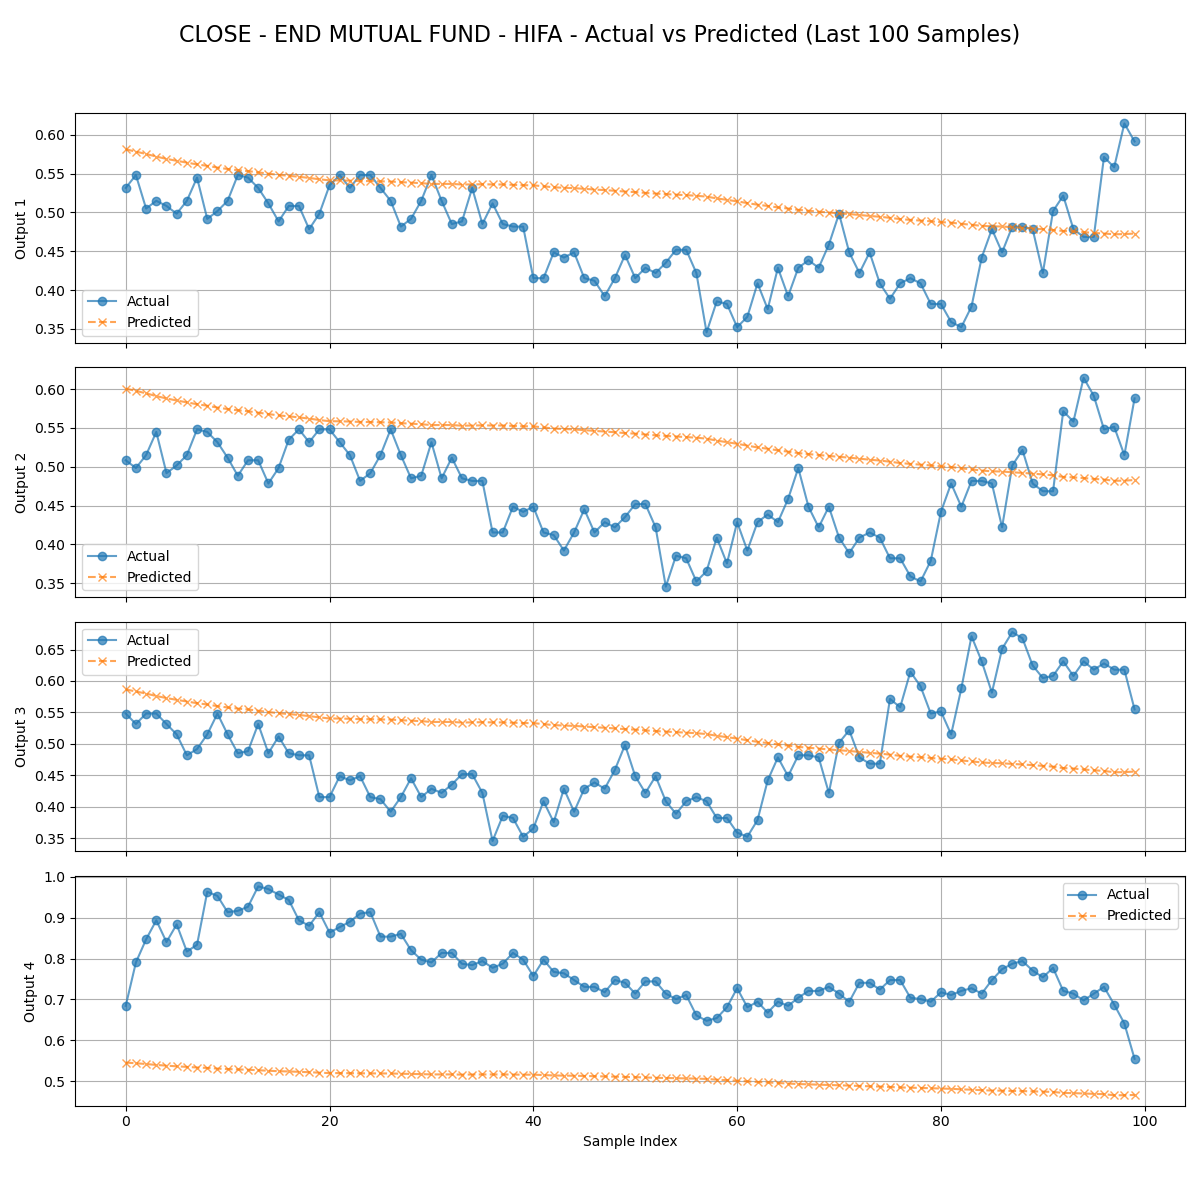 CLOSE - END MUTUAL FUND - HIFA - Actual vs Predicted (Last 100 Samples)
0.60
0.55
0.50
0.45
0.40
0.35
Output 1
Actual
Predicted
0.60
0.55
0.50
0.45
0.40
0.35
Output 2
Actual
Predicted
0.65
0.60
0.55
0.50
0.45
0.40
0.35
Output 3
Actual
Predicted
1.0
0.9
0.8
0.7
0.6
0.5
Output 4
Actual
Predicted
0 20 40 60 80 100
Sample Index